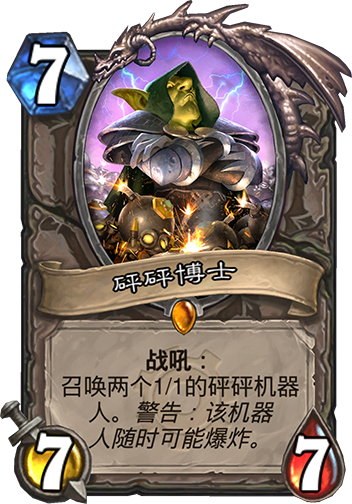 7
砰砰博士
战吼：
召唤两个1/1的砰砰机器
人。警告：该机器
人随时可能爆炸。
7
7